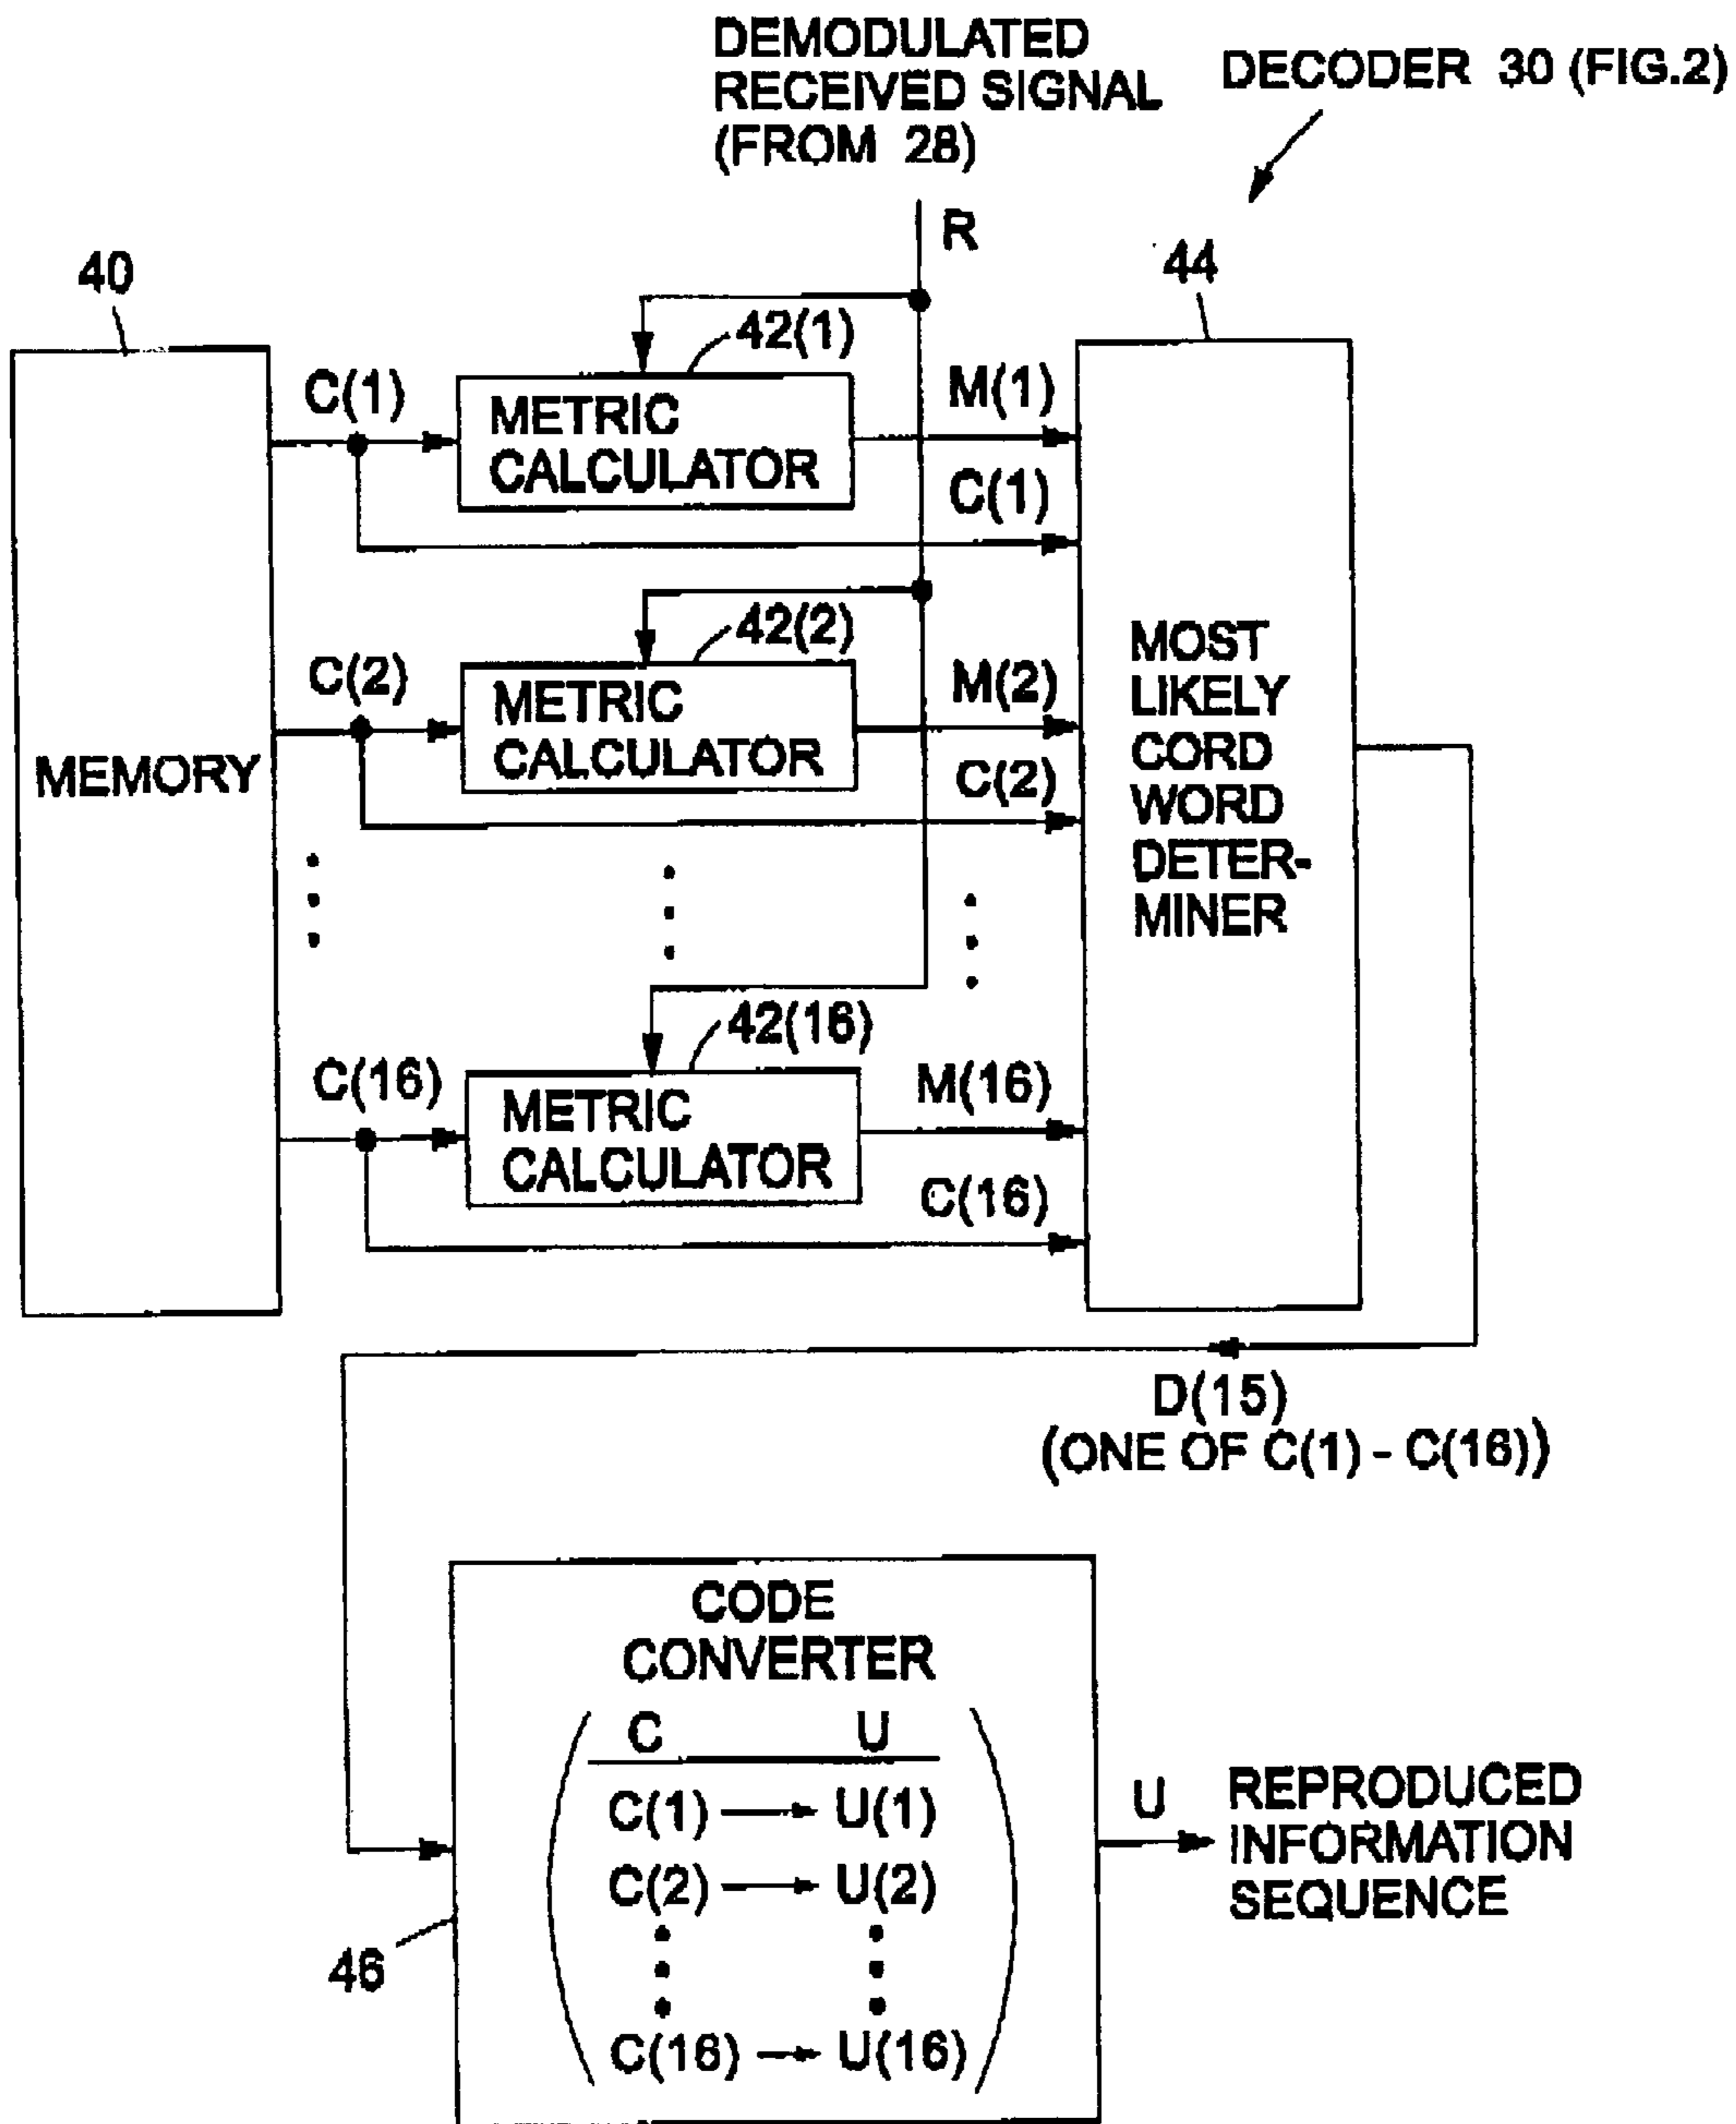 DEMODULATED
RECEIVED SIGNAL
(FROM 28)
DECODER 30 (FIG.2)
R
40
44
42(1)
C(1)
METRIC
CALCULATOR
M(1)
C(1)
42(2)
C(2)
METRIC
CALCULATOR
M(2)
C(2)
MEMORY
MOST
LIKELY
CORD
WORD
DETER-
MINER
42(16)
C(16)
METRIC
CALCULATOR
M(16)
C(16)
D(15)
(ONE OF C(1) - C(16))
CODE
CONVERTER
C U
C(1) → U(1)
C(2) → U(2)
C(16) → U(16)
46
U
REPRODUCED
INFORMATION
SEQUENCE